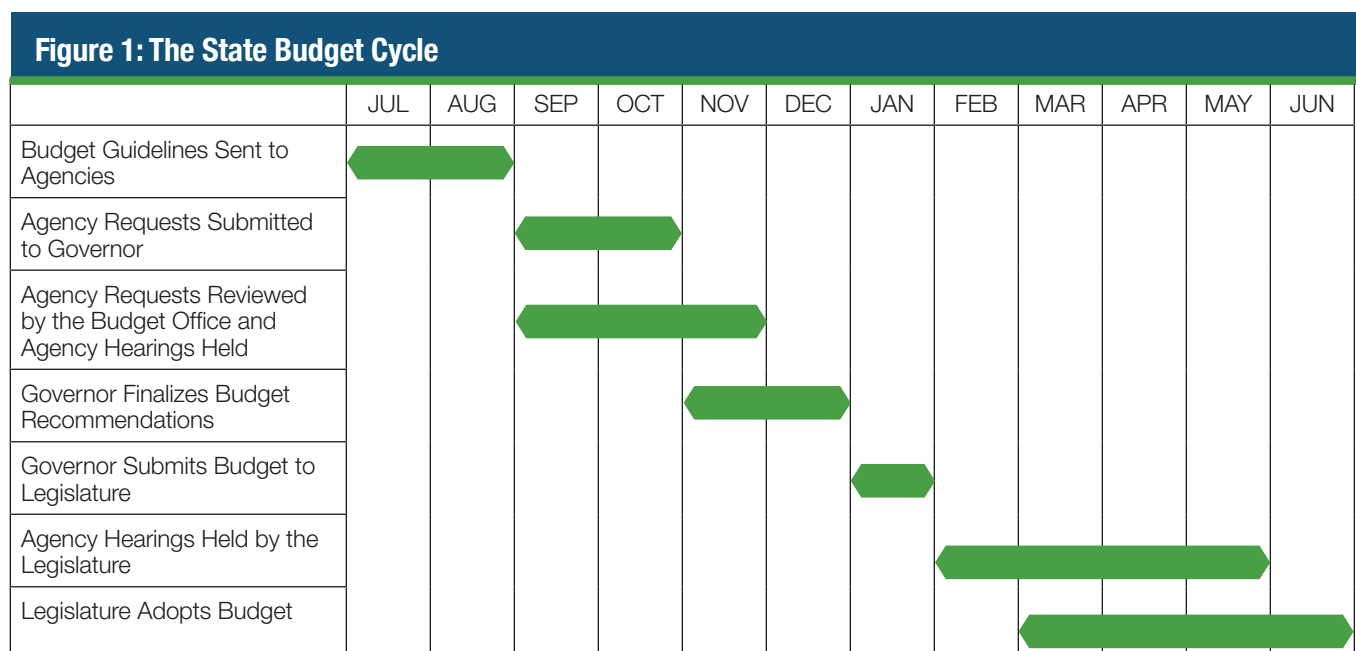 Figure 1: The State Budget Cycle
JUL AUG SEP OCT NOV DEC JAN FEB MAR APR MAY JUN
Budget Guidelines Sent to
Agencies
Agency Requests Submitted
to Governor
Agency Requests Reviewed
by the Budget Office and
Agency Hearings Held
Governor Finalizes Budget
Recommendations
Governor Submits Budget to
Legislature
Agency Hearings Held by the
Legislature
Legislature Adopts Budget